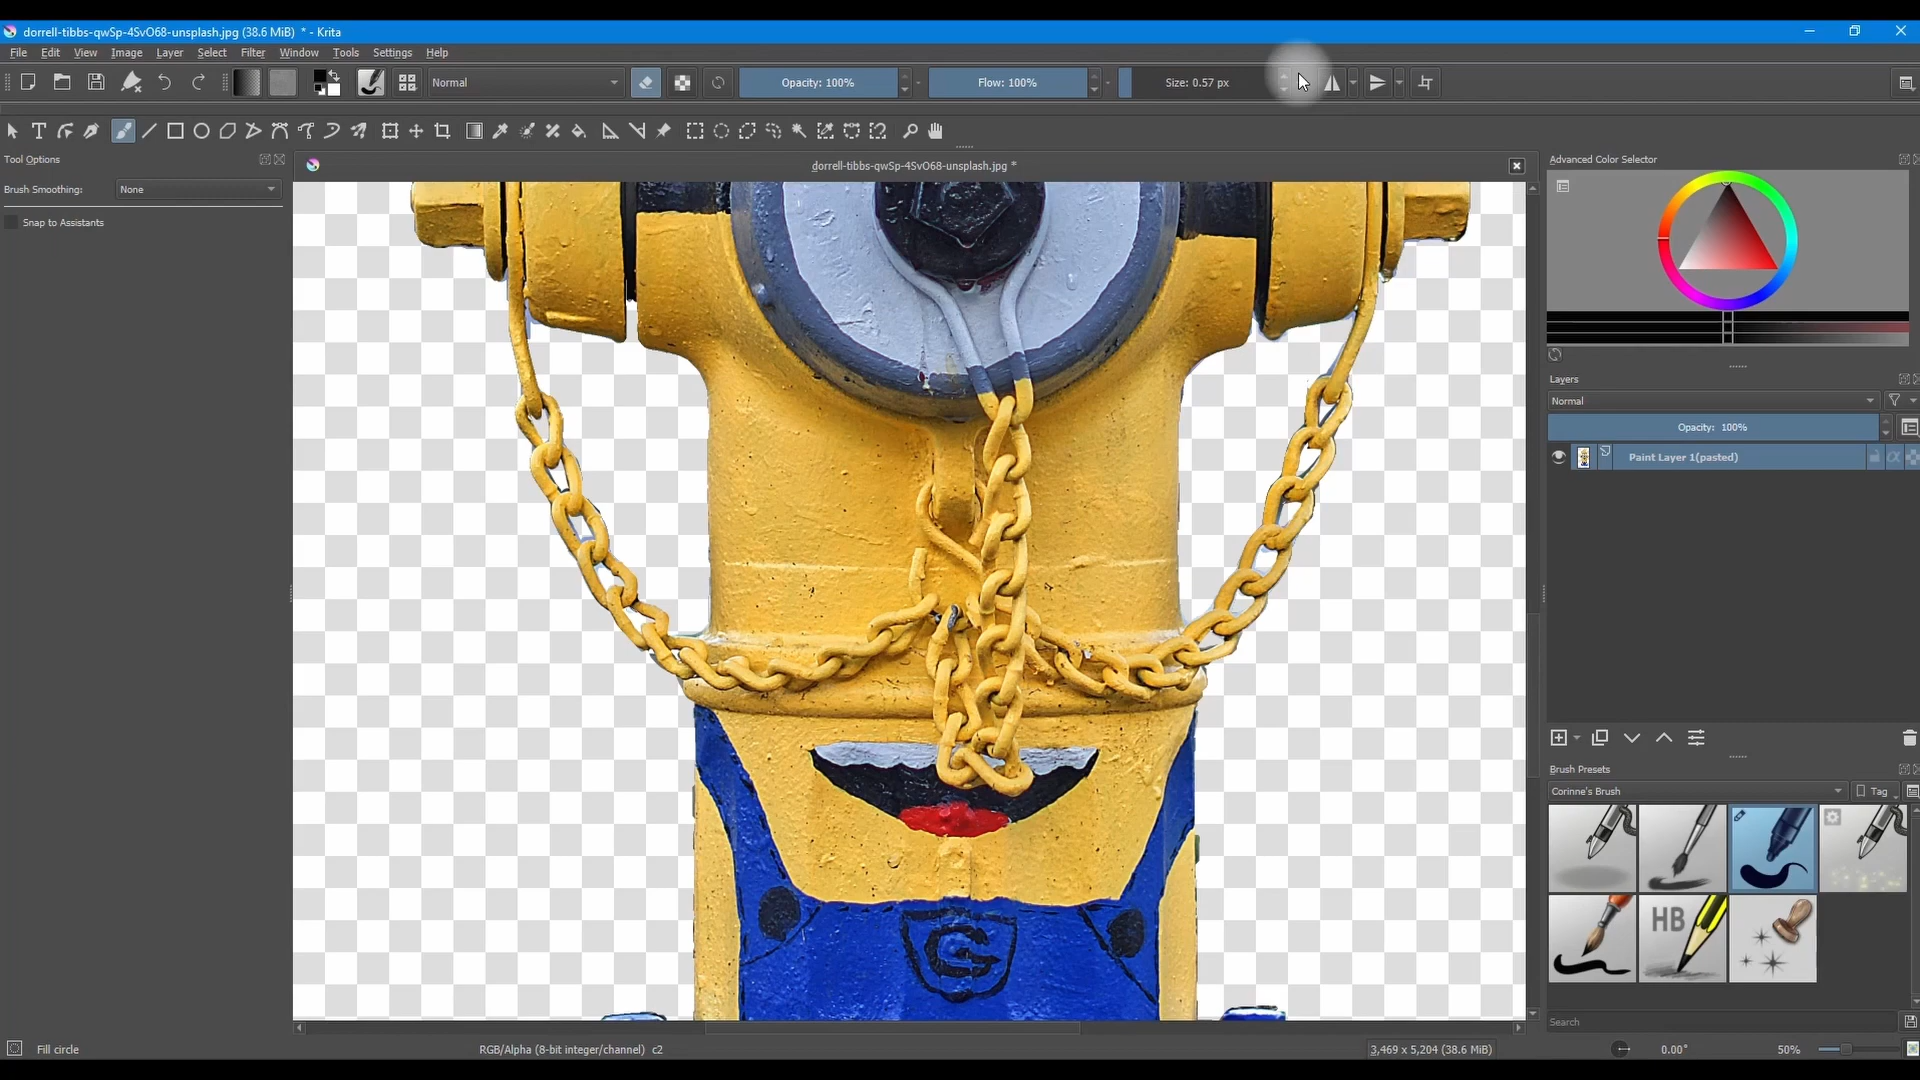 dorrell-tibbs-qwSp-4SvO68-unsplash.jpg (38.6 MiB) * - Krita
File Edit View Image Layer Select Filter Window Tools Settings Help
Normal Opacity: 100% Flow: 100% Size: 0.57 px
Tool Options
dorrell-tibbs-qwSp-4SvO68-unsplash.jpg *
Advanced Color Selector
Brush Smoothing: None
Snap to Assistants
Layers
Normal
Opacity: 100%
Paint Layer 1(pasted)
Brush Presets
Corinne's Brush Tag
HB
G
Search
Fill circle
RGB/Alpha (8-bit integer/channel) c2
3,469 x 5,204 (38.6 MiB)
0.00°
50%